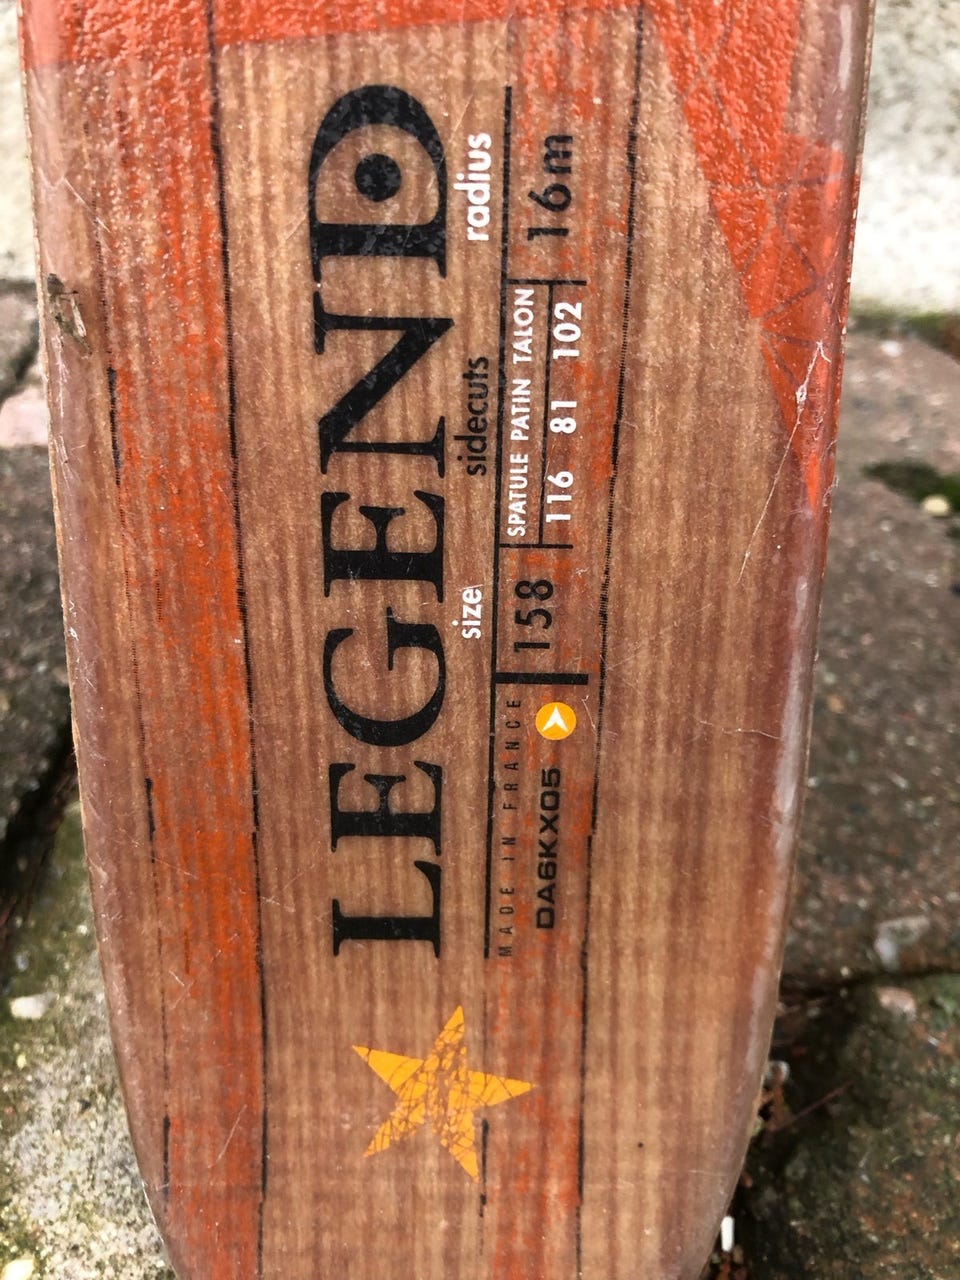 LEGEND
size sidecuts radius
SPATULE PATIN TALON
158 116 81 102 16m
MADE IN FRANCE
DA6KX05